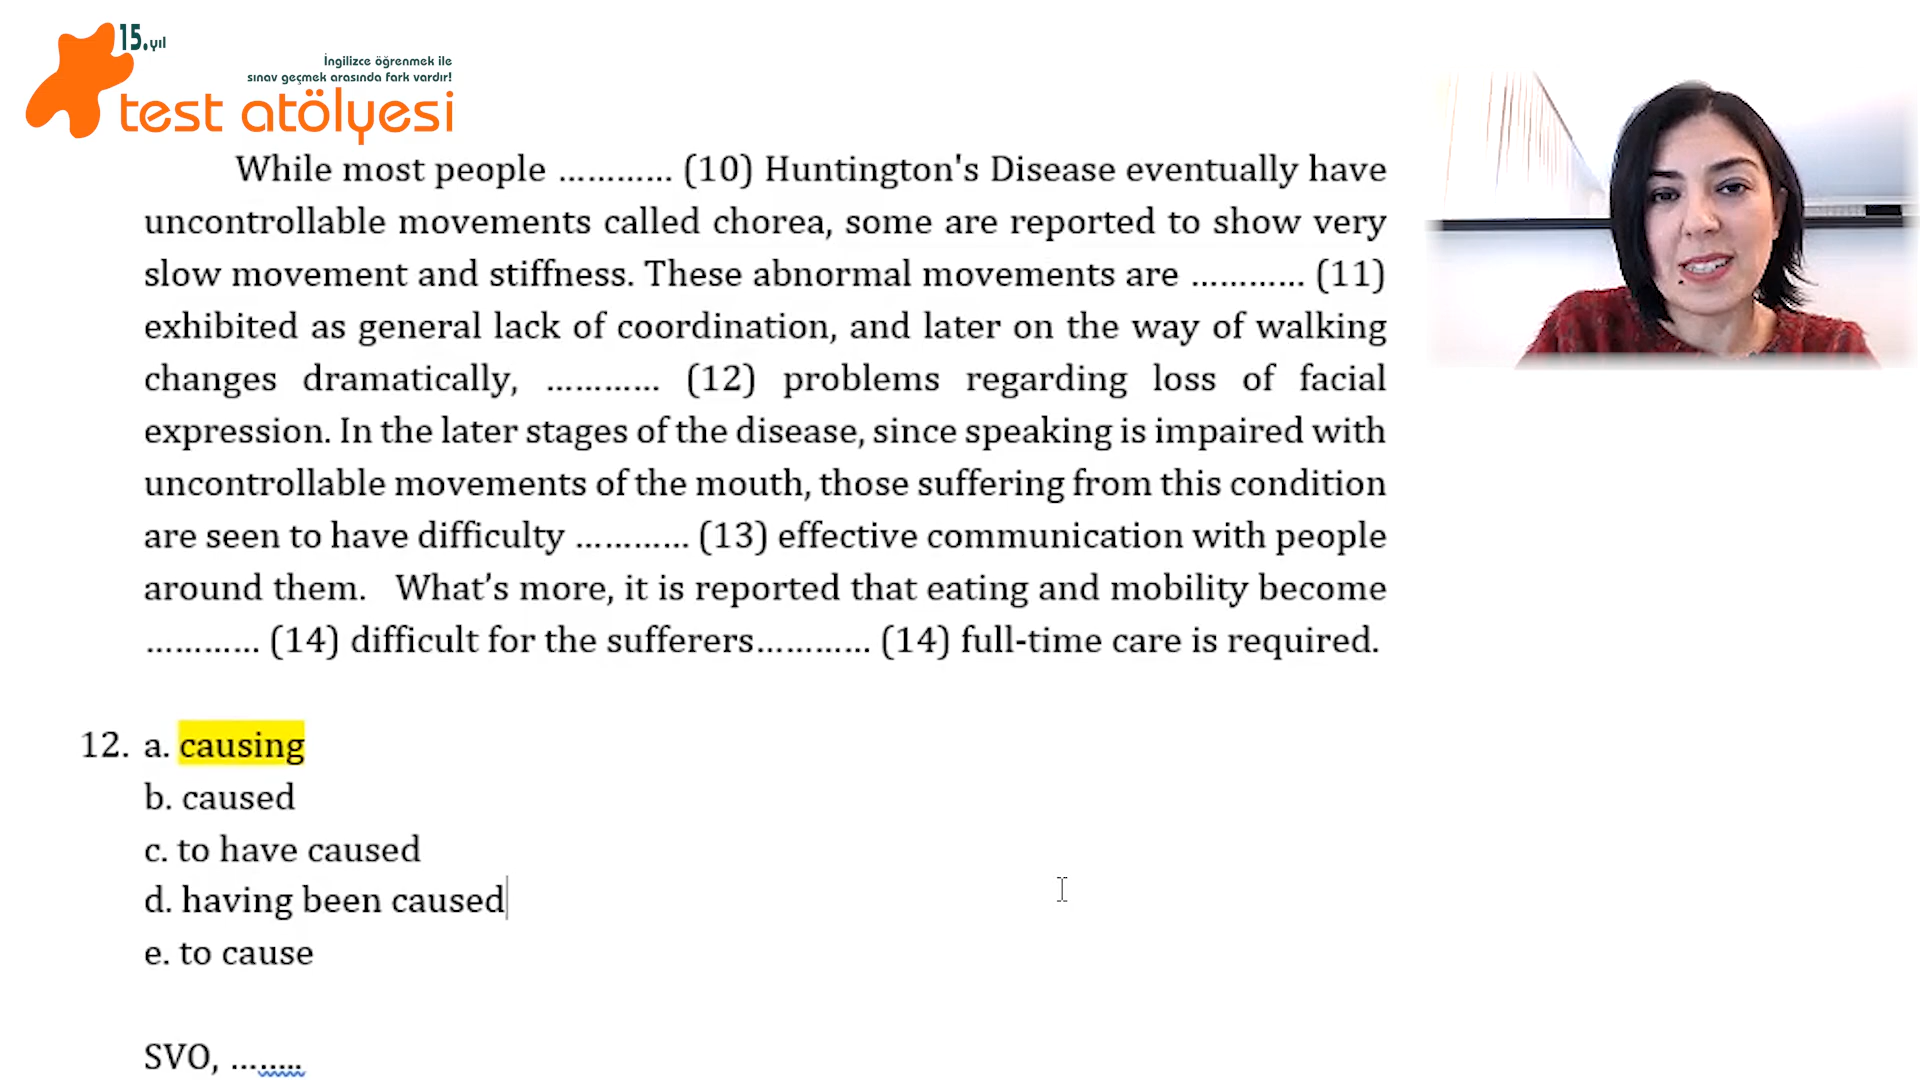 15.yıl
İngilizce öğrenmek ile
sınav geçmek arasında fark vardır!
test atölyesi
While most people ............ (10) Huntington's Disease eventually have
uncontrollable movements called chorea, some are reported to show very
slow movement and stiffness. These abnormal movements are ............ (11)
exhibited as general lack of coordination, and later on the way of walking
changes dramatically, ............ (12) problems regarding loss of facial
expression. In the later stages of the disease, since speaking is impaired with
uncontrollable movements of the mouth, those suffering from this condition
are seen to have difficulty ............ (13) effective communication with people
around them. What's more, it is reported that eating and mobility become
............ (14) difficult for the sufferers............ (14) full-time care is required.
12. a. causing
b. caused
c. to have caused
d. having been caused
e. to cause
SVO, ........